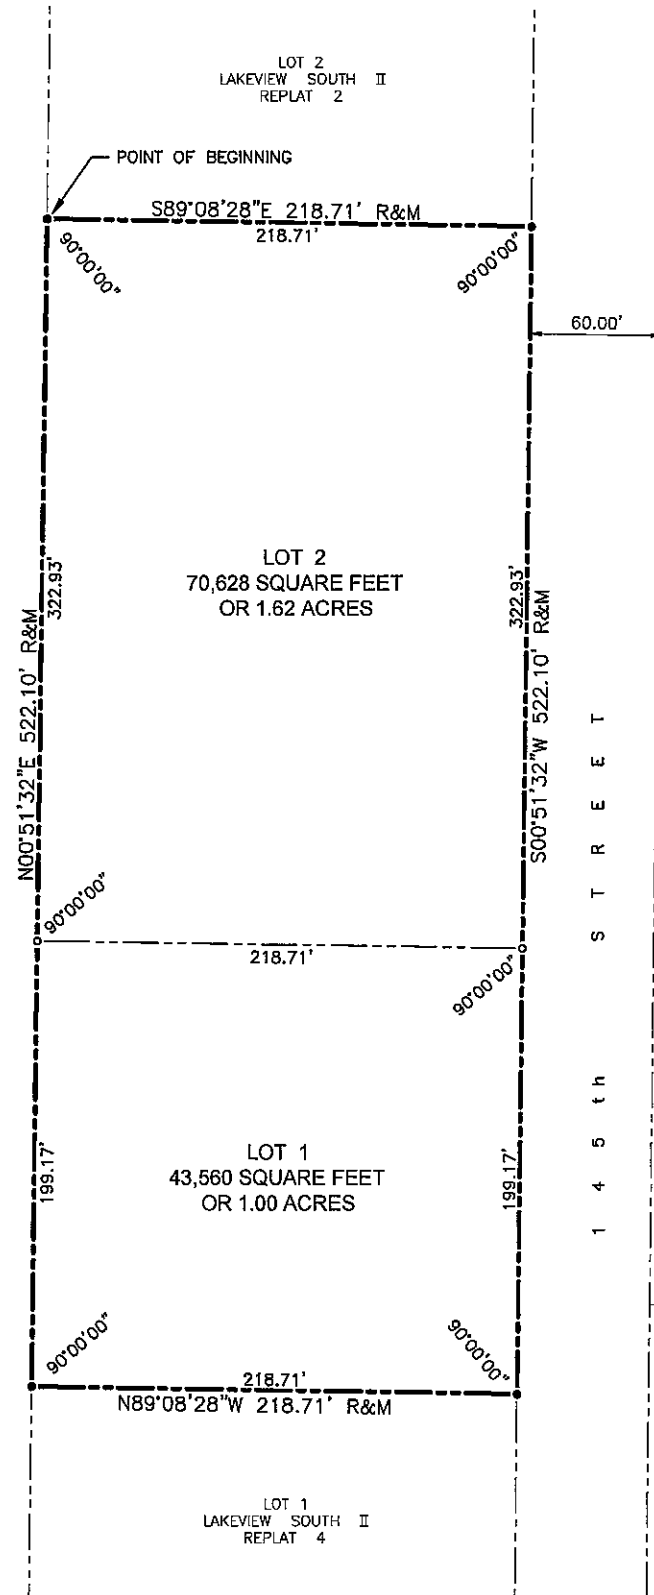 LOT 2
LAKEVIEW SOUTH II
REPLAT 2
POINT OF BEGINNING
S89°08'28"E 218.71' R&M
218.71'
90°00'00"
90°00'00"
60.00'
LOT 2
70,628 SQUARE FEET
OR 1.62 ACRES
322.93'
N00°51'32"E 522.10' R&M
322.93'
S00°51'32"W 522.10' R&M
145th STREET
90°00'00"
218.71'
90°00'00"
LOT 1
43,560 SQUARE FEET
OR 1.00 ACRES
199.17'
199.17'
90°00'00"
90°00'00"
218.71'
N89°08'28"W 218.71' R&M
LOT 1
LAKEVIEW SOUTH II
REPLAT 4